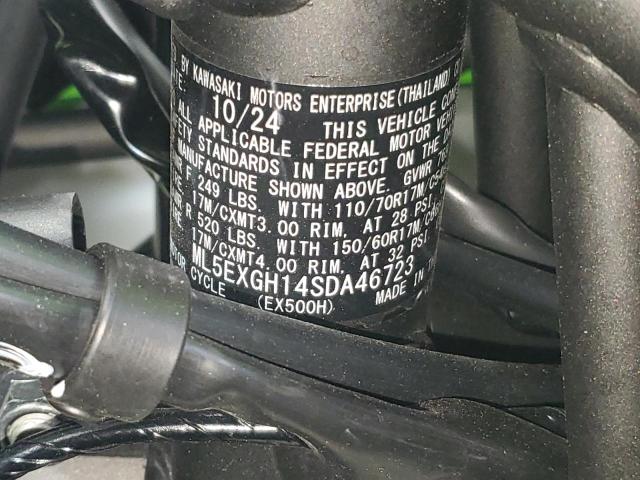 BY KAWASAKI MOTORS ENTERPRISE (THAILAND)
10/24 THIS VEHICLE
ALL APPLICABLE FEDERAL MOTOR
STANDARDS IN EFFECT ON THE
MANUFACTURE SHOWN ABOVE. GVWR
F 249 LBS. WITH 110/70R17M/C
17M/CXMT3.00 RIM. AT 28 PSI
R 520 LBS. WITH 150/60R17M
17M/CXMT4.00 RIM. AT 32 PSI
ML5EXGH14SDA46723
CYCLE (EX500H) MADE IN